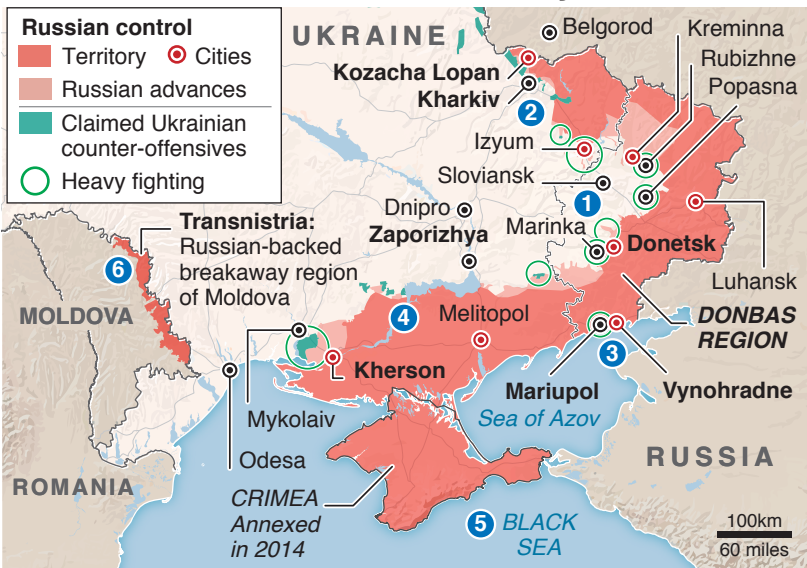 Russian control
Territory
Cities
Russian advances
Claimed Ukrainian
counter-offensives
Heavy fighting
UKRAINE
Belgorod
Kreminna
Rubizhne
Popasna
Kozacha Lopan
Kharkiv
2
Izyum
Sloviansk
1
Dnipro
Zaporizhya
Marinka
Donetsk
Luhansk
Transnistria:
Russian-backed
breakaway region
of Moldova
6
MOLDOVA
4
Melitopol
DONBAS
REGION
3
Kherson
Mariupol
Vynohradne
Sea of Azov
Mykolaiv
Odesa
RUSSIA
ROMANIA
CRIMEA
Annexed
in 2014
5
BLACK
SEA
100km
60 miles